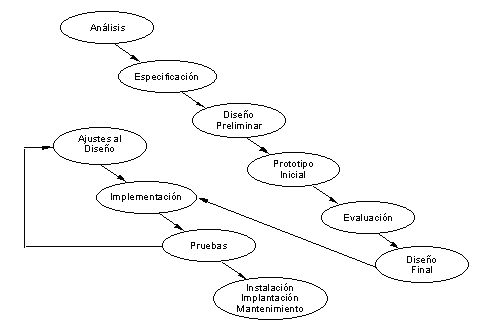 Análisis
Especificación
Diseño
Preliminar
Prototipo
Inicial
Evaluación
Diseño
Final
Ajustes al
Diseño
Implementación
Pruebas
Instalación
Implantación
Mantenimiento